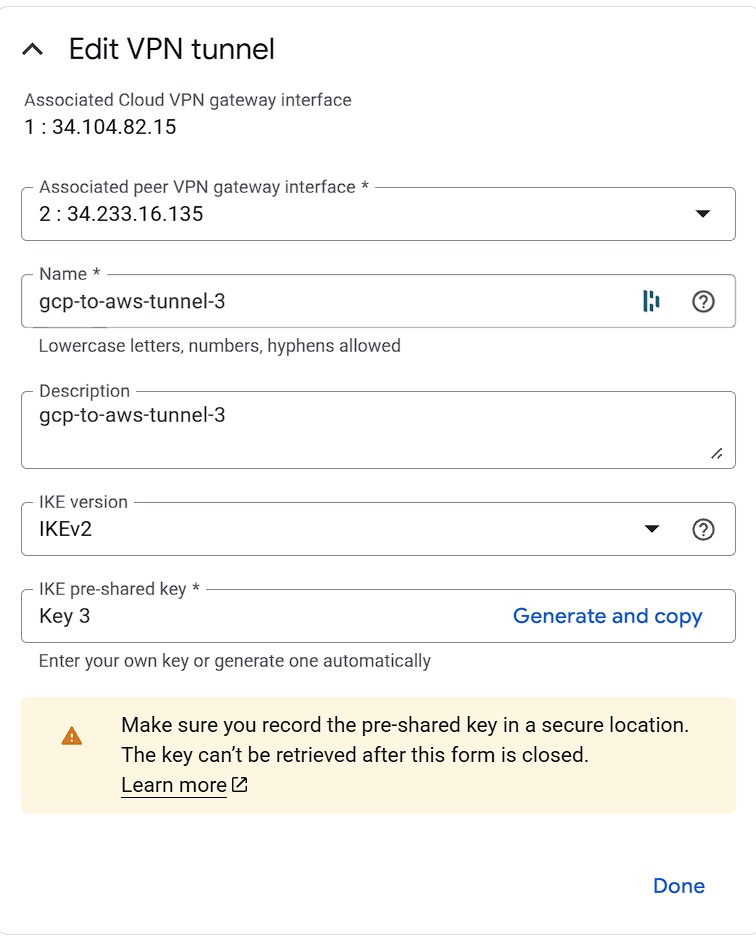 Edit VPN tunnel
Associated Cloud VPN gateway interface
1 : 34.104.82.15
Associated peer VPN gateway interface *
2 : 34.233.16.135
Name *
gcp-to-aws-tunnel-3
Lowercase letters, numbers, hyphens allowed
Description
gcp-to-aws-tunnel-3
IKE version
IKEv2
IKE pre-shared key *
Key 3
Generate and copy
Enter your own key or generate one automatically
Make sure you record the pre-shared key in a secure location.
The key can’t be retrieved after this form is closed.
Learn more
Done